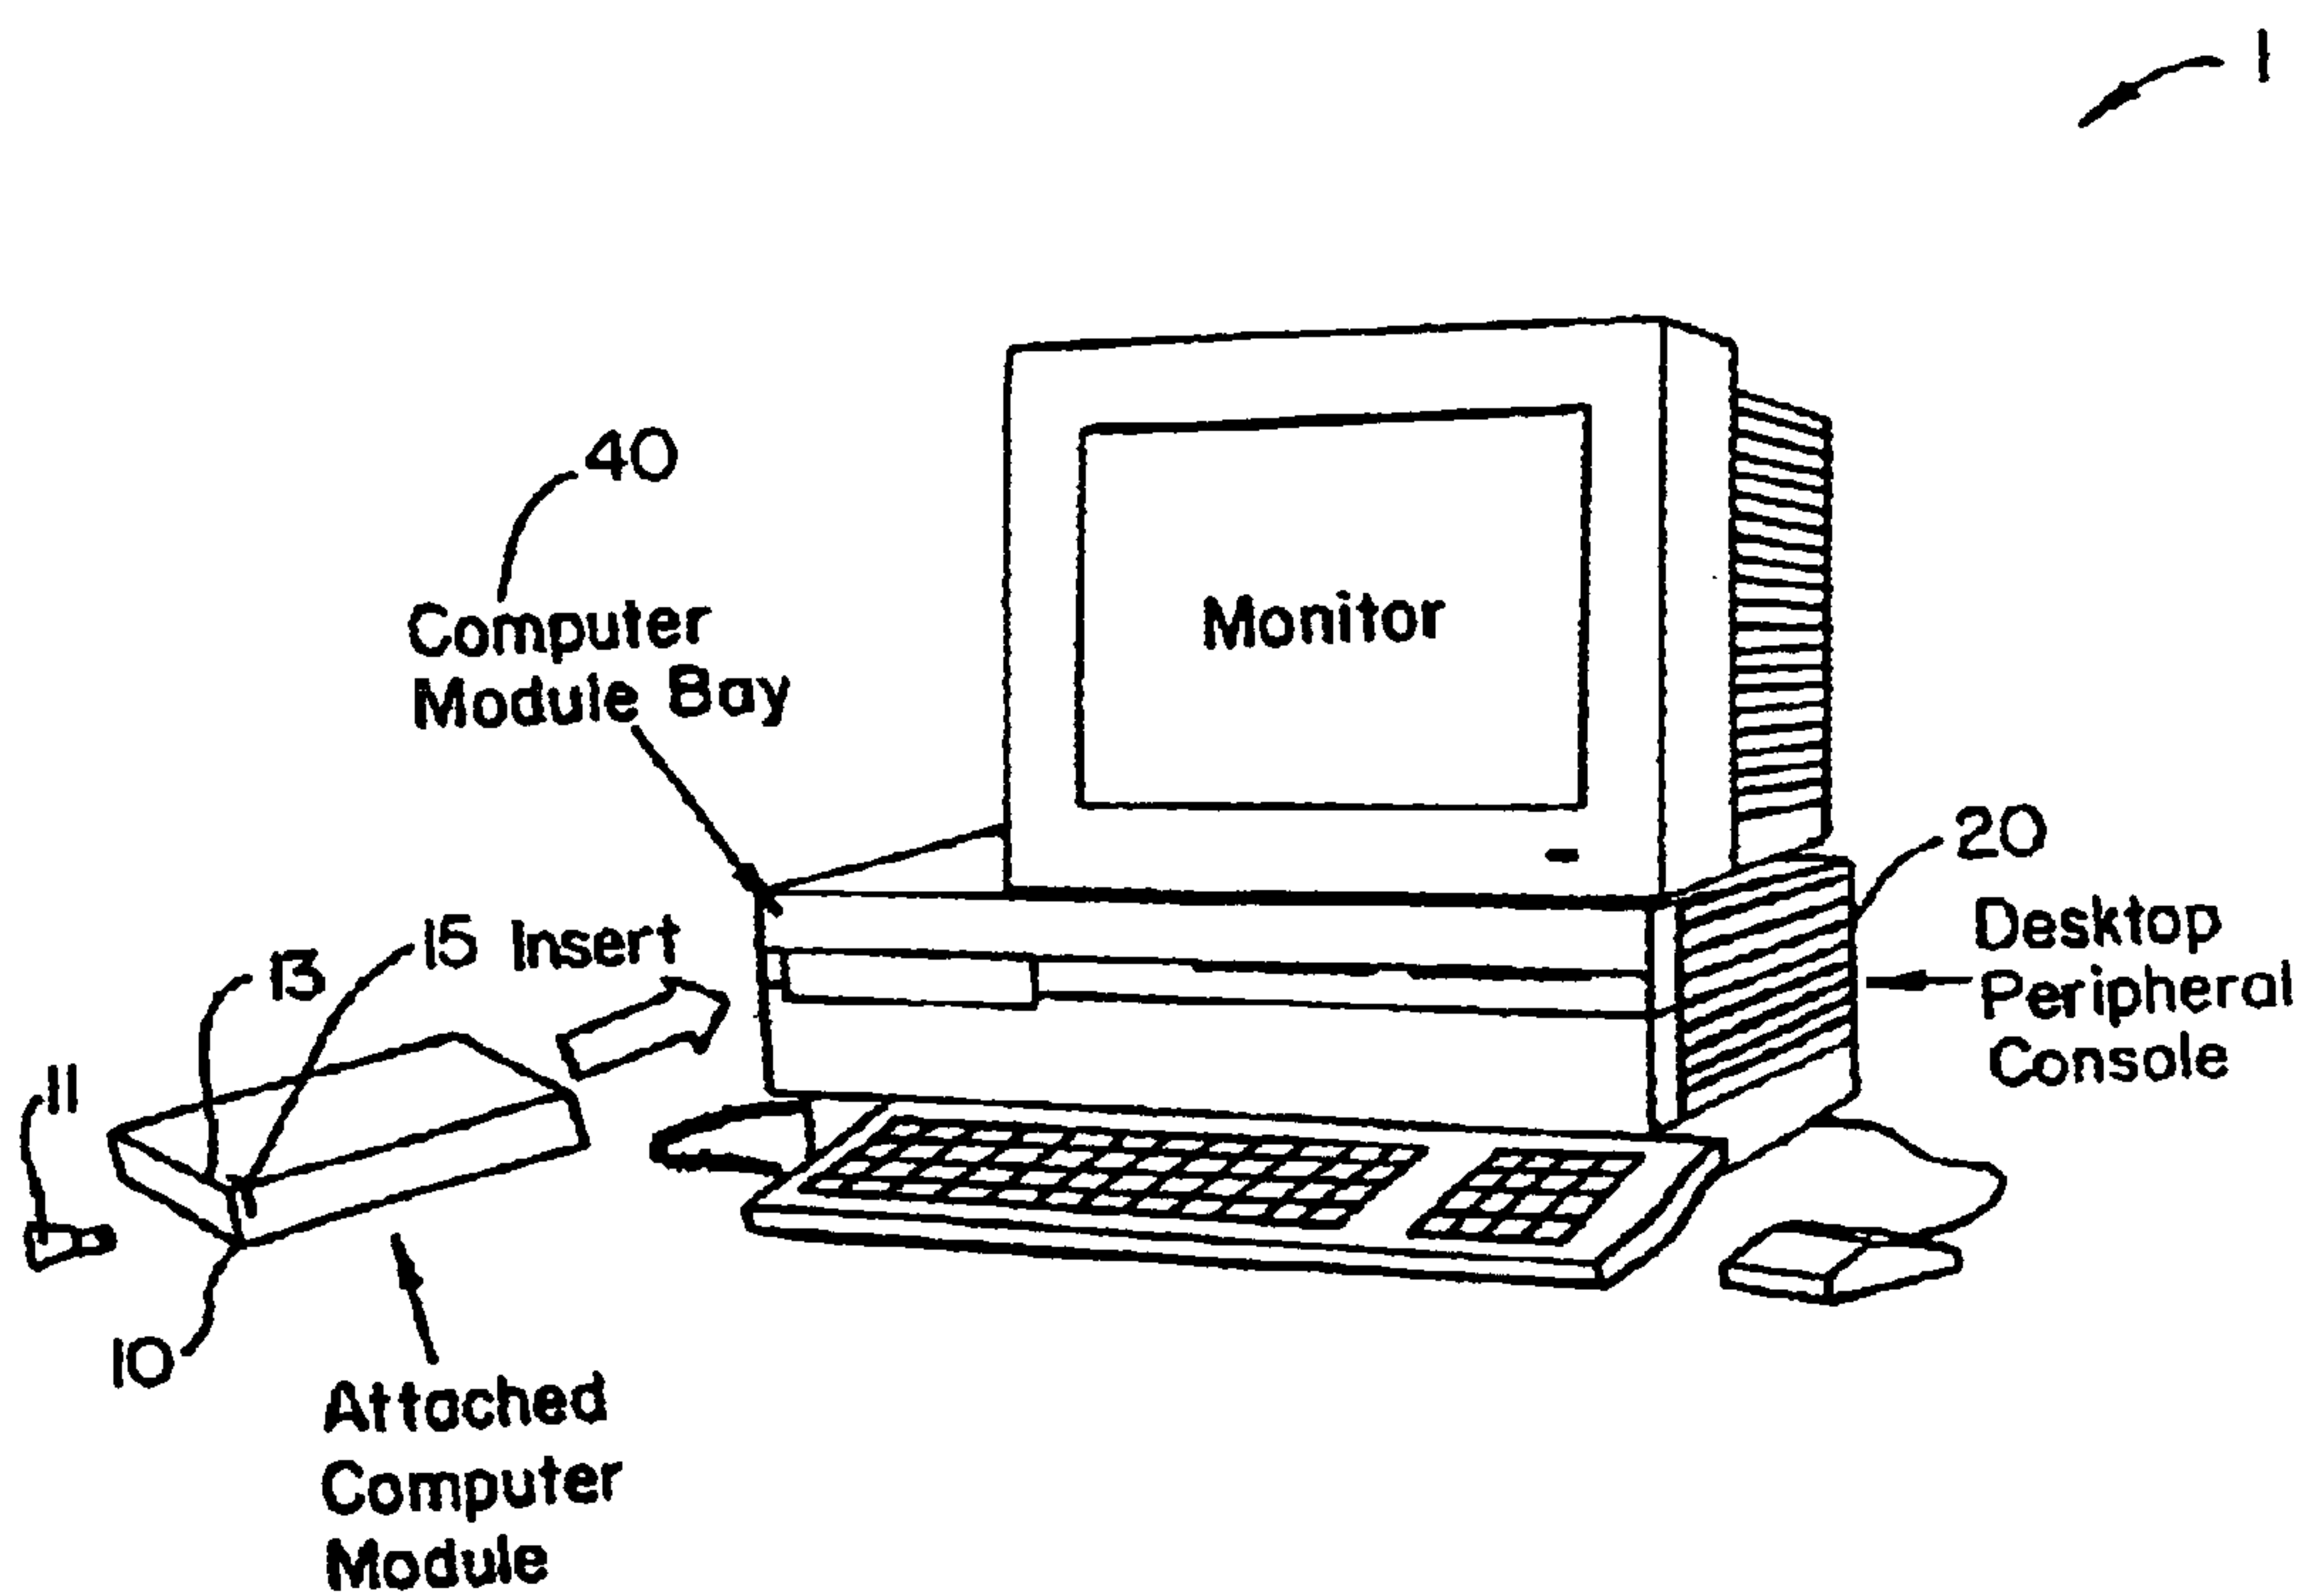 1
40
Computer
Module Bay
Monitor
20
Desktop
Peripheral
Console
15 Insert
13
11
10
Attached
Computer
Module